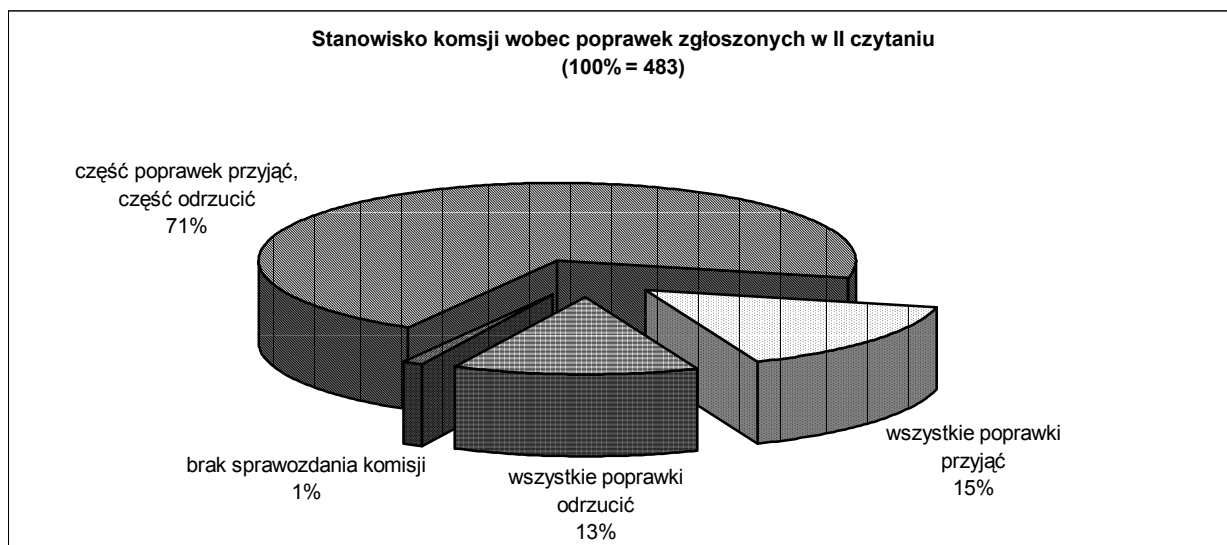 Stanowisko komsji wobec poprawek zgłoszonych w II czytaniu
(100% = 483)
część poprawek przyjąć,
część odrzucić
71%
brak sprawozdania komisji
1%
wszystkie poprawki
odrzucić
13%
wszystkie poprawki
przyjąć
15%